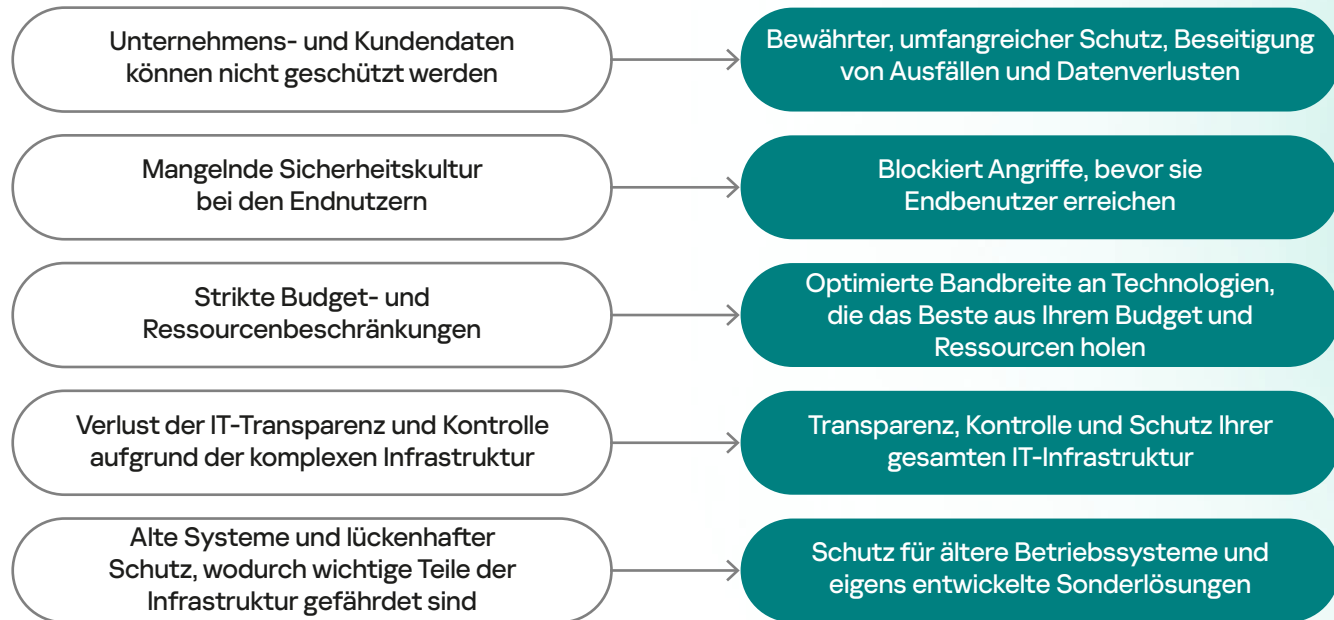 Unternehmens- und Kundendaten
können nicht geschützt werden
Bewährter, umfangreicher Schutz, Beseitigung
von Ausfällen und Datenverlusten
Mangelnde Sicherheitskultur
bei den Endnutzern
Blockiert Angriffe, bevor sie
Endbenutzer erreichen
Strikte Budget- und
Ressourcenbeschränkungen
Optimierte Bandbreite an Technologien,
die das Beste aus Ihrem Budget und
Ressourcen holen
Verlust der IT-Transparenz und Kontrolle
aufgrund der komplexen Infrastruktur
Transparenz, Kontrolle und Schutz Ihrer
gesamten IT-Infrastruktur
Alte Systeme und lückenhafter
Schutz, wodurch wichtige Teile der
Infrastruktur gefährdet sind
Schutz für ältere Betriebssysteme und
eigens entwickelte Sonderlösungen